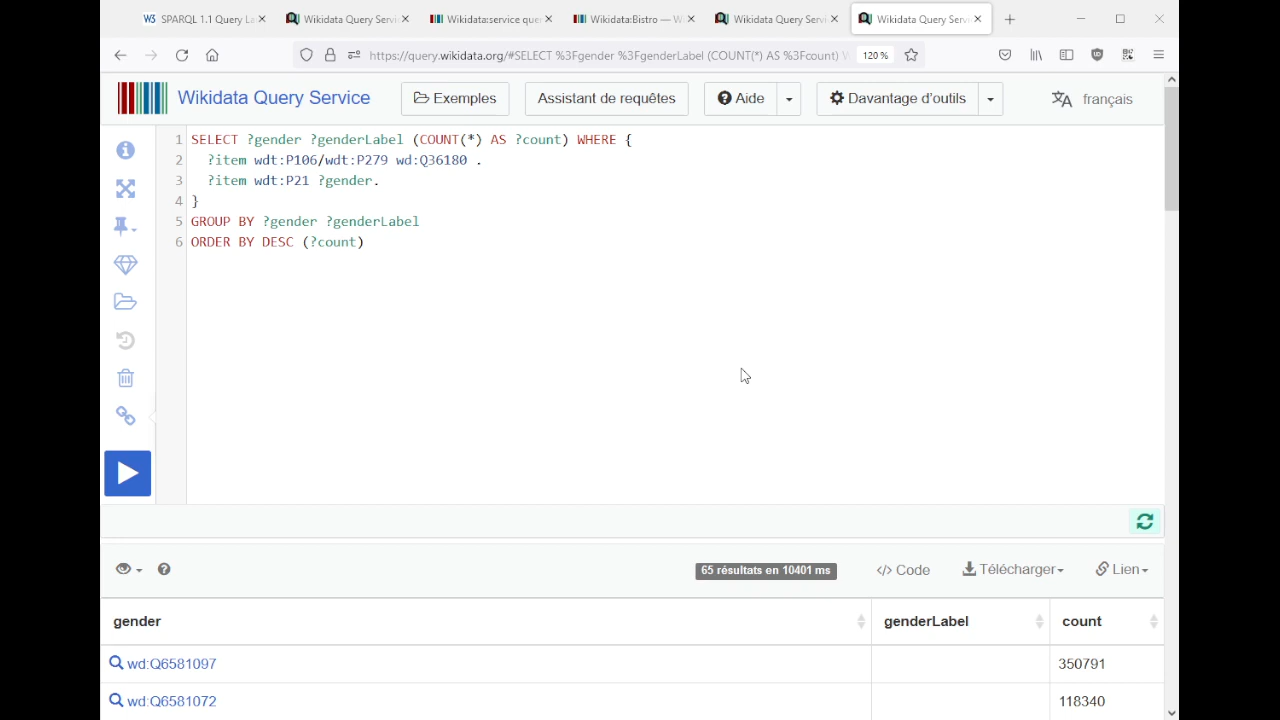 SPARQL 1.1 Query La
Wikidata Query Servi
Wikidata:service quer
Wikidata:Bistro — W
Wikidata Query Servi
Wikidata Query Servi
https://query.wikidata.org/#SELECT %3Fgender %3FgenderLabel (COUNT(*) AS %3Fcount)
120 %
Wikidata Query Service
Exemples
Assistant de requêtes
Aide
Davantage d'outils
français
1 SELECT ?gender ?genderLabel (COUNT(*) AS ?count) WHERE {
2 ?item wdt:P106/wdt:P279 wd:Q36180 .
3 ?item wdt:P21 ?gender.
4 }
5 GROUP BY ?gender ?genderLabel
6 ORDER BY DESC (?count)
65 résultats en 10401 ms
</> Code
Télécharger
Lien
gender genderLabel count
wd:Q6581097 350791
wd:Q6581072 118340